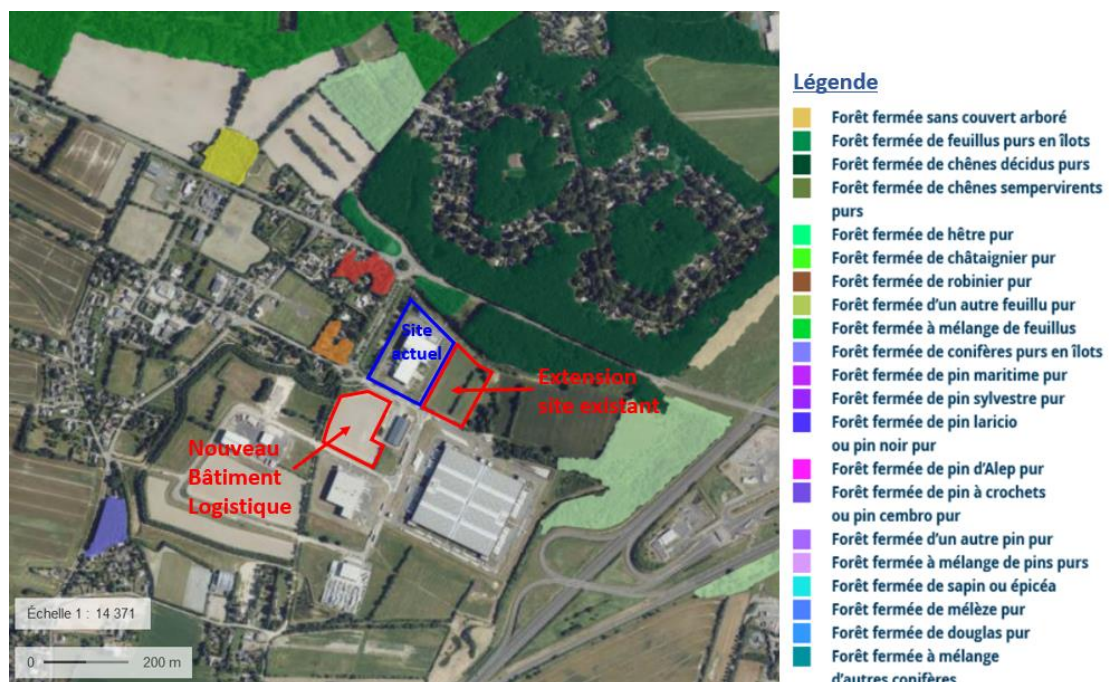 Site
actuel
Extension
site existant
Nouveau
Bâtiment
Logistique
Échelle 1 : 14 371
0 200 m
Légende
Forêt fermée sans couvert arboré
Forêt fermée de feuillus purs en îlots
Forêt fermée de chênes décidus purs
Forêt fermée de chênes sempervirents
purs
Forêt fermée de hêtre pur
Forêt fermée de châtaignier pur
Forêt fermée de robinier pur
Forêt fermée d'un autre feuillu pur
Forêt fermée à mélange de feuillus
Forêt fermée de conifères purs en îlots
Forêt fermée de pin maritime pur
Forêt fermée de pin sylvestre pur
Forêt fermée de pin laricio
ou pin noir pur
Forêt fermée de pin d'Alep pur
Forêt fermée de pin à crochets
ou pin cembro pur
Forêt fermée d'un autre pin pur
Forêt fermée à mélange de pins purs
Forêt fermée de sapin ou épicéa
Forêt fermée de mélèze pur
Forêt fermée de douglas pur
Forêt fermée à mélange
d'autres conifères